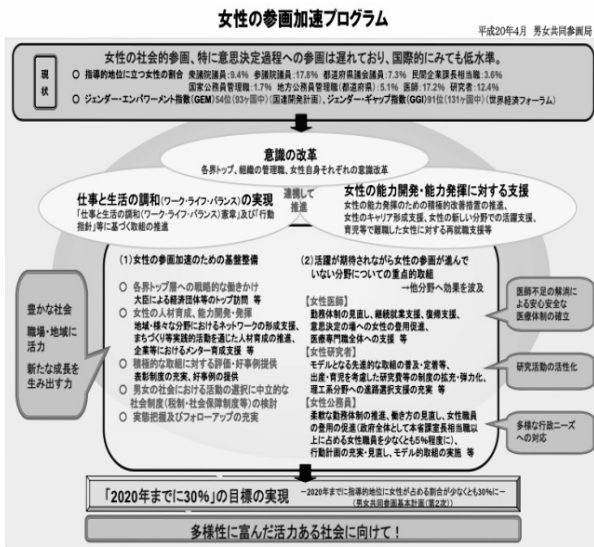 女性の参画加速プログラム
平成20年4月 男女共同参画局
現状
女性の社会的参画、特に意思決定過程への参画は遅れており、国際的にみても低水準。
○ 指導的地位に立つ女性の割合 衆議院議員:9.4% 参議院議員:17.8% 都道府県議会議員:7.3% 民間企業課長相当職:3.6%
国家公務員管理職:1.7% 地方公務員管理職(都道府県):5.1% 医師:17.2% 研究者:12.4%
○ ジェンダー・エンパワーメント指数(GEM)54位(93ヶ国中)(国連開発計画)、ジェンダー・ギャップ指数(GGI)91位(131ヶ国中)(世界経済フォーラム)
意識の改革
各界トップ、組織の管理職、女性自身それぞれの意識改革
仕事と生活の調和(ワーク・ライフ・バランス)の実現
「仕事と生活の調和(ワーク・ライフ・バランス)憲章」及び「行動
指針」等に基づく取組の推進
連携して
推進
女性の能力開発・能力発揮に対する支援
女性の能力発揮のための積極的改善措置の推進、
女性のキャリア形成支援、女性の新しい分野での活躍支援、
育児等で離職した女性に対する再就職支援等
(1)女性の参画加速のための基盤整備
○ 各界トップ層への戦略的な働きかけ
大臣による経済団体等のトップ訪問 等
○ 女性の人材育成、能力開発・発揮
地域・様々な分野におけるネットワークの形成支援、
まちづくり等実践的活動を通じた人材育成の推進、
企業等におけるメンター育成支援 等
○ 積極的な取組に対する評価・好事例提供
表彰制度の充実、好事例の提供
○ 男女の社会における活動の選択に中立的な
社会制度(税制・社会保障制度等)の検討
○ 実態把握及びフォローアップの充実
(2)活躍が期待されながら女性の参画が進んで
いない分野についての重点的取組
→他分野へ効果を波及
【女性医師】
勤務体制の見直し、継続就業支援、復帰支援、
意思決定の場への女性の登用促進、
医療専門職全体への支援 等
【女性研究者】
モデルとなる先進的な取組の普及・定着等、
出産・育児を考慮した研究費等の制度の拡充・弾力化、
理工系分野への進路選択支援の充実 等
【女性公務員】
柔軟な勤務体制の推進、働き方の見直し、女性職員
の登用の促進(政府全体として本省課室長相当職以
上に占める女性職員を少なくとも5%程度に)、
行動計画の充実・見直し、モデル的取組の実施 等
豊かな社会
職場・地域に
活力
新たな成長を
生み出す力
医師不足の解消に
よる安心安全な
医療体制の確立
研究活動の活性化
多様な行政ニーズ
への対応
「2020年までに30%」の目標の実現
－2020年までに指導的地位に女性が占める割合が少なくとも30%に－
(男女共同参画基本計画(第2次))
多様性に富んだ活力ある社会に向けて！